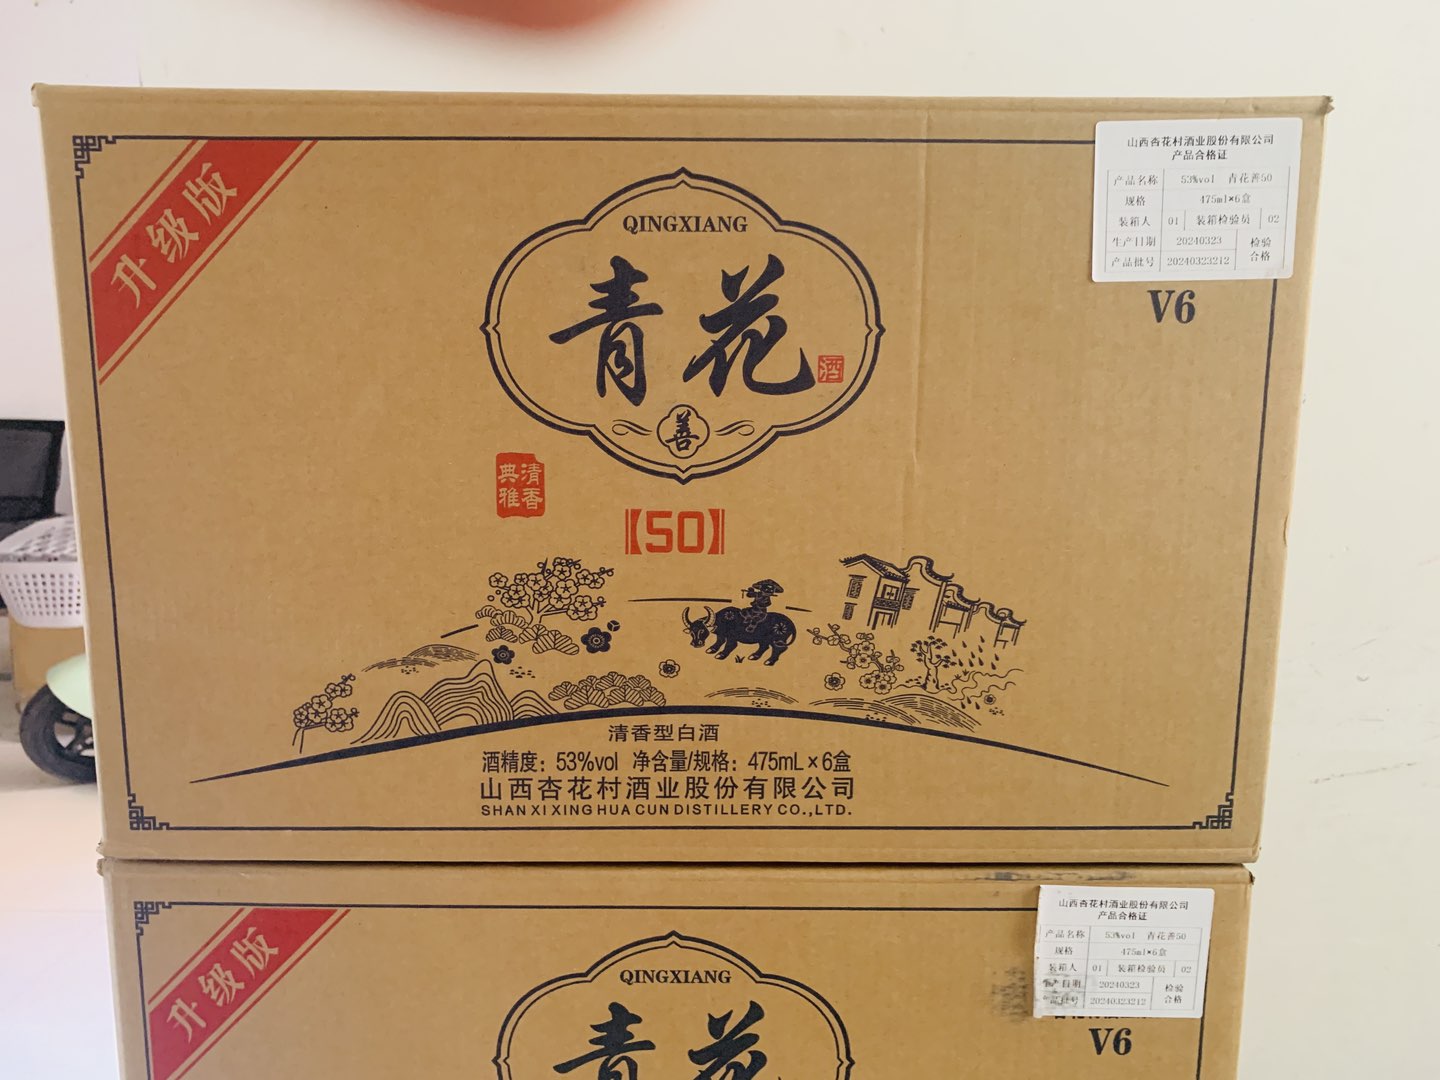 升级版
QINGXIANG
青花
酒
善
清香
典雅
【50】
清香型白酒
酒精度：53%vol 净含量/规格：475mL×6盒
山西杏花村酒业股份有限公司
SHAN XI XING HUA CUN DISTILLERY CO.,LTD.
山西杏花村酒业股份有限公司
产品合格证
产品名称 53%vol 青花善50
规格 475ml×6盒
装箱人 01 装箱检验员 02
生产日期 20240323 检验
产品批号 20240323212 合格
V6
升级版
QINGXIANG
青花
山西杏花村酒业股份有限公司
产品合格证
产品名称 53%vol 青花善50
规格 475ml×6盒
装箱人 01 装箱检验员 02
生产日期 20240323 检验
产品批号 20240323212 合格
V6